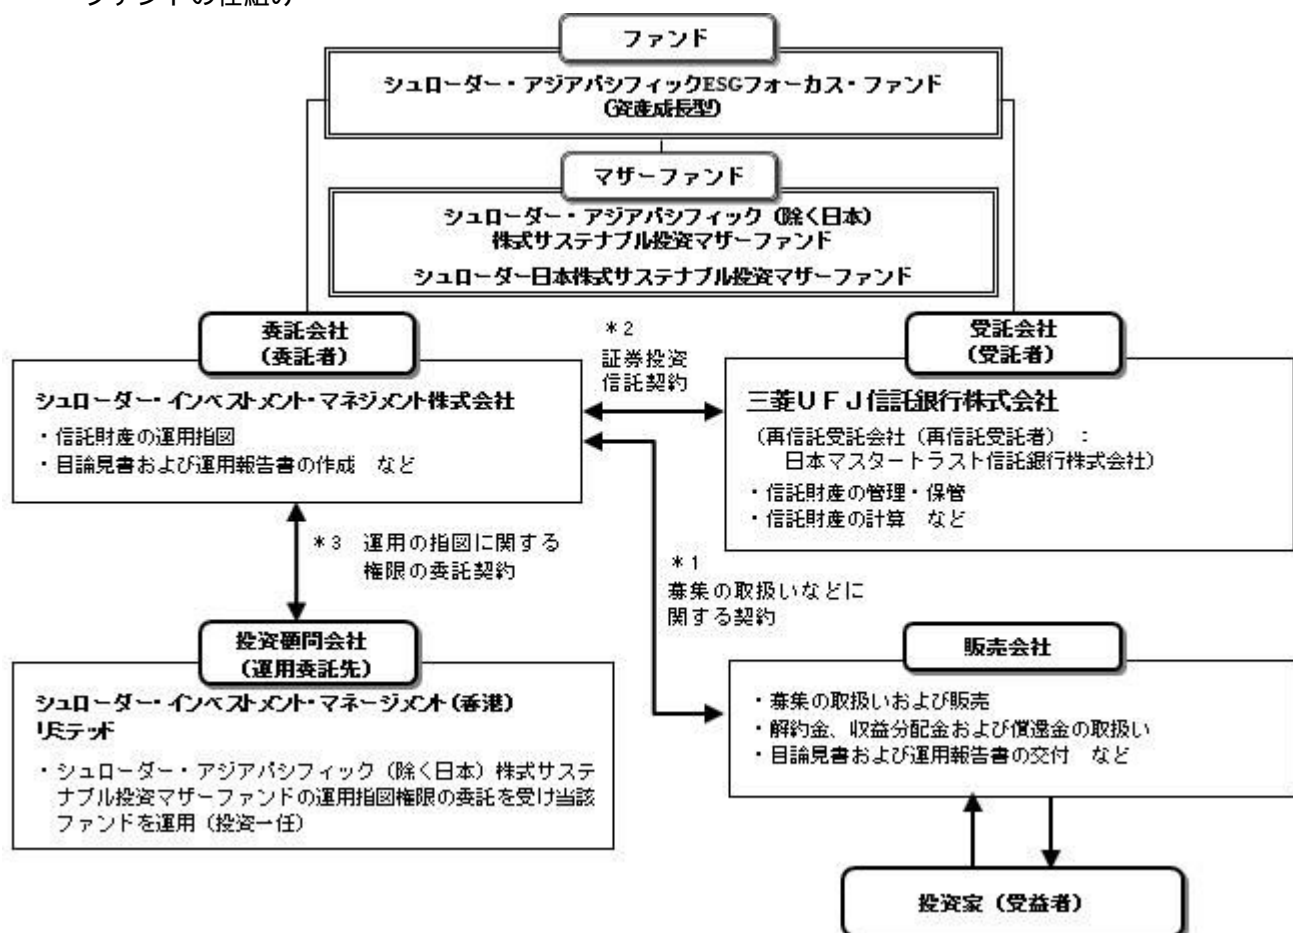 ファンドの仕組み
ファンド
シュローダー・アジアパシフィックESGフォーカス・ファンド
(資産成長型)
マザーファンド
シュローダー・アジアパシフィック（除く日本）
株式サステナブル投資マザーファンド
シュローダー日本株式サステナブル投資マザーファンド
委託会社
(委託者)
＊2
証券投資
信託契約
受託会社
(受託者)
シュローダー・インベストメント・マネジメント株式会社
・信託財産の運用指図
・目論見書および運用報告書の作成　など
三菱ＵＦＪ信託銀行株式会社
（再信託受託会社（再信託受託者）：
日本マスタートラスト信託銀行株式会社）
・信託財産の管理・保管
・信託財産の計算　など
＊3　運用の指図に関する
権限の委託契約
＊1
募集の取扱いなどに
関する契約
投資顧問会社
(運用委託先)
シュローダー・インベストメント・マネージメント(香港)
リミテッド
・シュローダー・アジアパシフィック（除く日本）株式サステ
ナブル投資マザーファンドの運用指図権限の委託を受け当該
ファンドを運用（投資一任）
販売会社
・募集の取扱いおよび販売
・解約金、収益分配金および償還金の取扱い
・目論見書および運用報告書の交付　など
投資家（受益者）